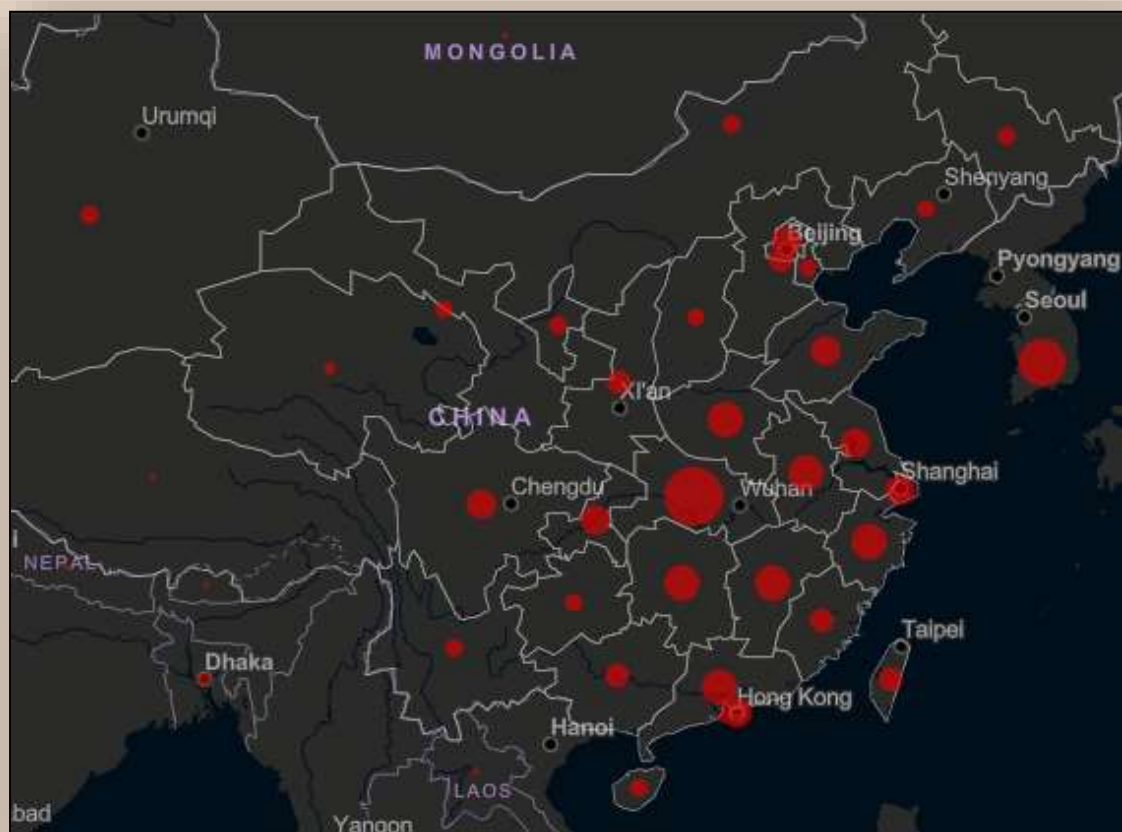 MONGOLIA
Urumqi
Shenyang
Beijing
Pyongyang
Seoul
Xi'an
CHINA
Chengdu
Wuhan
Shanghai
NEPAL
Taipei
Dhaka
Hong Kong
Hanoi
LAOS
bad
Yangon